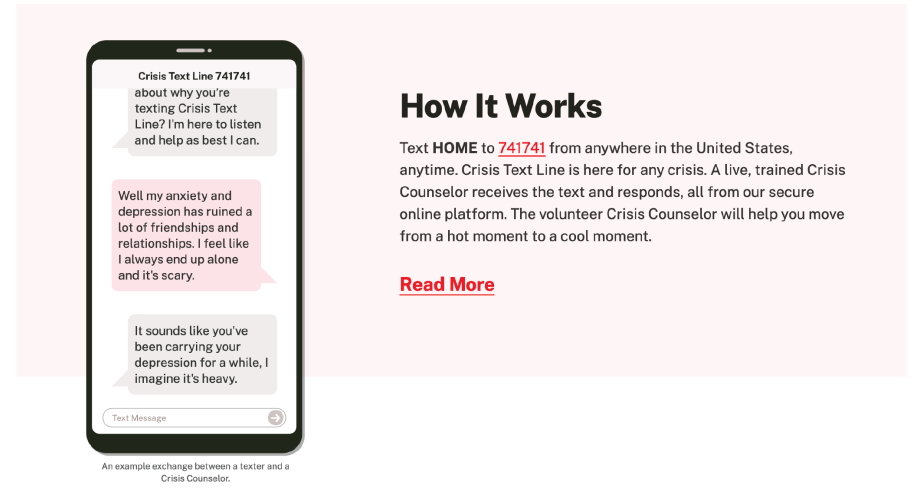 Crisis Text Line 741741
about why you're
texting Crisis Text
Line? I'm here to listen
and help as best I can.
Well my anxiety and
depression has ruined a
lot of friendships and
relationships. I feel like
I always end up alone
and it's scary.
It sounds like you've
been carrying your
depression for a while, I
imagine it's heavy.
Text Message
An example exchange between a texter and a
Crisis Counselor.
How It Works
Text HOME to 741741 from anywhere in the United States,
anytime. Crisis Text Line is here for any crisis. A live, trained Crisis
Counselor receives the text and responds, all from our secure
online platform. The volunteer Crisis Counselor will help you move
from a hot moment to a cool moment.
Read More